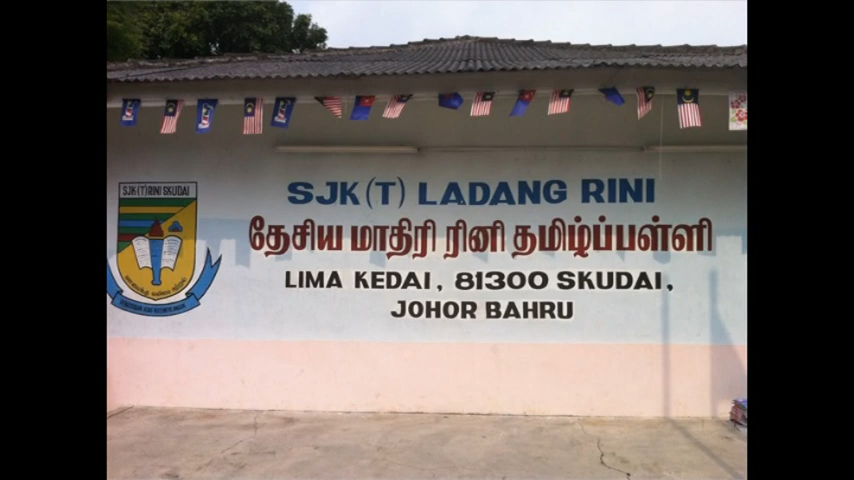 SJK(T) RINI SKUDAI
SJK(T) LADANG RINI
தேசிய மாதிரி ரினி தமிழ்ப்பள்ளி
LIMA KEDAI, 81300 SKUDAI,
JOHOR BAHRU